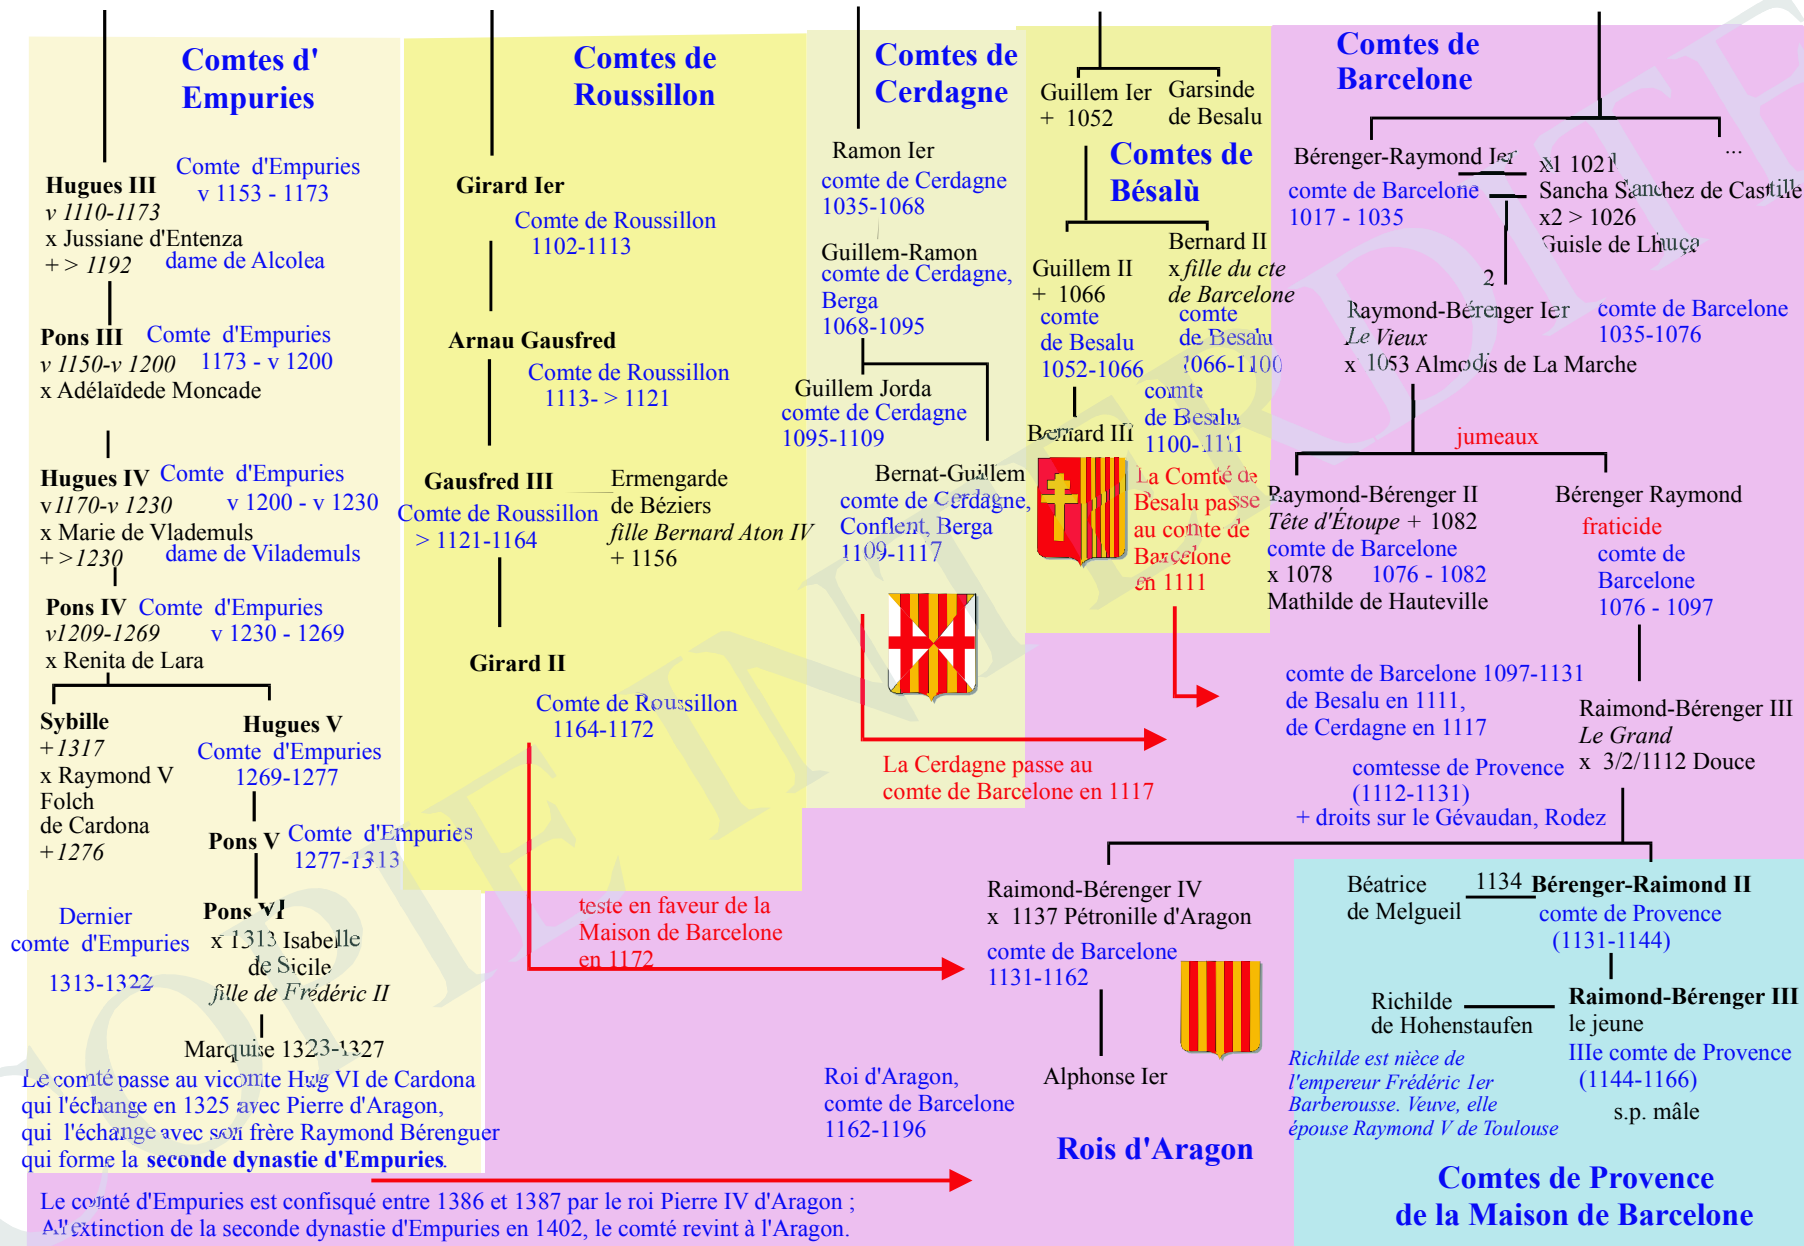 Comtes d'
Empuries
Hugues III
Comte d'Empuries
v 1153 - 1173
v 1110-1173
x Jussiane d'Entenza
+ > 1192
dame de Alcolea
Pons III
Comte d'Empuries
v 1150-v 1200
1173 - v 1200
x Adélaïdede Moncade
Hugues IV
Comte d'Empuries
v1170-v 1230
v 1200 - v 1230
x Marie de Vlademuls
+ >1230
dame de Vilademuls
Pons IV
Comte d'Empuries
v1209-1269
v 1230 - 1269
x Renita de Lara
Sybille
+1317
x Raymond V
Folch
de Cardona
+1276
Hugues V
Comte d'Empuries
1269-1277
Pons V
Comte d'Empuries
1277-1313
Dernier
comte d'Empuries
1313-1322
Pons VI
x 1313 Isabelle
de Sicile
fille de Frédéric II
Marquise 1323-1327
Le comté passe au vicomte Hug VI de Cardona
qui l'échange en 1325 avec Pierre d'Aragon,
qui l'échange avec son frère Raymond Bérenguer
qui forme la seconde dynastie d'Empuries.
Le comté d'Empuries est confisqué entre 1386 et 1387 par le roi Pierre IV d'Aragon ;
A l'extinction de la seconde dynastie d'Empuries en 1402, le comté revint à l'Aragon.
Comtes de
Roussillon
Girard Ier
Comte de Roussillon
1102-1113
Arnau Gausfred
Comte de Roussillon
1113- > 1121
Gausfred III
Comte de Roussillon
> 1121-1164
Ermengarde
de Béziers
fille Bernard Aton IV
+ 1156
Girard II
Comte de Roussillon
1164-1172
teste en faveur de la
Maison de Barcelone
en 1172
Comtes de
Cerdagne
Ramon Ier
comte de Cerdagne
1035-1068
Guillem-Ramon
comte de Cerdagne,
Berga
1068-1095
Guillem Jorda
comte de Cerdagne
1095-1109
Bernat-Guillem
comte de Cerdagne,
Conflent, Berga
1109-1117
La Cerdagne passe au
comte de Barcelone en 1117
Guillem Ier
+ 1052
Garsinde
de Besalu
Comtes de
Bésalù
Guillem II
+ 1066
comte
de Besalu
1052-1066
Bernard II
x fille du cte
de Barcelone
comte
de Besalu
1066-1100
Bernard III
comte
de Besalu
1100-1111
La Comté de
Besalu passe
au comte de
Barcelone
en 1111
Comtes de
Barcelone
Bérenger-Raymond Ier
comte de Barcelone
1017 - 1035
...
x1 1021
Sancha Sanchez de Castille
x2 > 1026
Guisle de Lhuça
2
Raymond-Bérenger Ier
Le Vieux
x 1053 Almodis de La Marche
comte de Barcelone
1035-1076
jumeaux
Raymond-Bérenger II
Tête d'Étoupe + 1082
comte de Barcelone
x 1078 1076 - 1082
Mathilde de Hauteville
Bérenger Raymond
fraticide
comte de
Barcelone
1076 - 1097
comte de Barcelone 1097-1131
de Besalu en 1111,
de Cerdagne en 1117
Raimond-Bérenger III
Le Grand
x 3/2/1112 Douce
comtesse de Provence
(1112-1131)
+ droits sur le Gévaudan, Rodez
Raimond-Bérenger IV
x 1137 Pétronille d'Aragon
comte de Barcelone
1131-1162
Alphonse Ier
Roi d'Aragon,
comte de Barcelone
1162-1196
Rois d'Aragon
Béatrice
de Melgueil
1134
Bérenger-Raimond II
comte de Provence
(1131-1144)
Richilde
de Hohenstaufen
Raimond-Bérenger III
le jeune
IIIe comte de Provence
(1144-1166)
s.p. mâle
Richilde est nièce de
l'empereur Frédéric 1er
Barberousse. Veuve, elle
épouse Raymond V de Toulouse
Comtes de Provence
de la Maison de Barcelone
COPIE INTERDITE